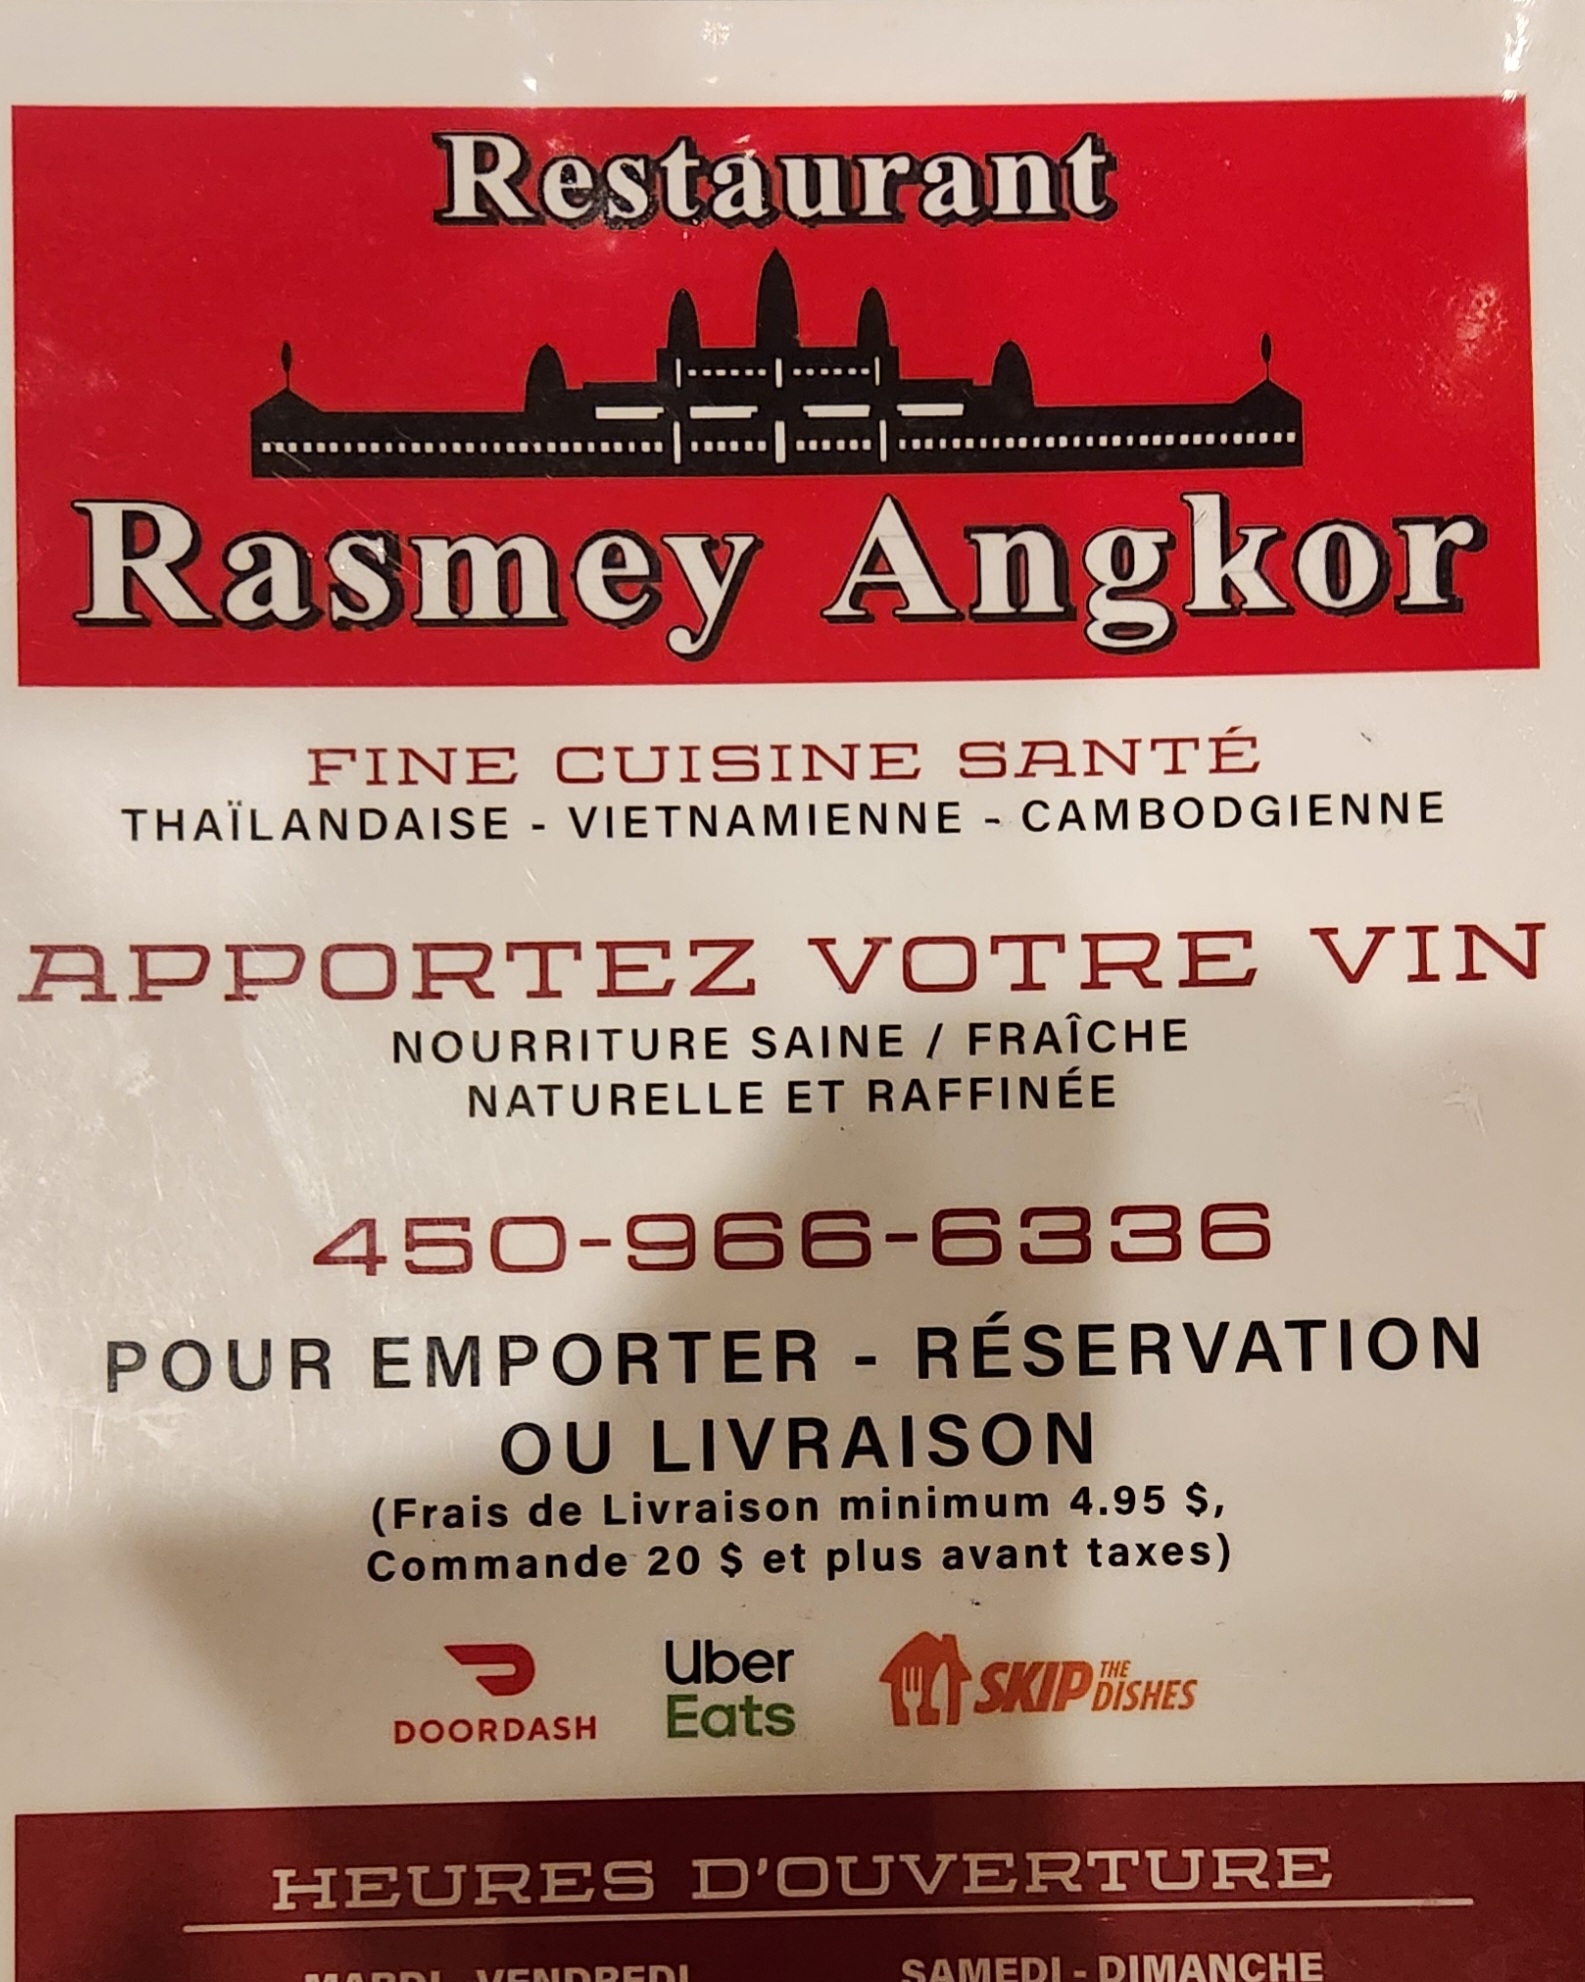 Restaurant
Rasmey Angkor
FINE CUISINE SANTÉ
THAÏLANDAISE - VIETNAMIENNE - CAMBODGIENNE
APPORTEZ VOTRE VIN
NOURRITURE SAINE / FRAÎCHE
NATURELLE ET RAFFINÉE
450-966-6336
POUR EMPORTER - RÉSERVATION
OU LIVRAISON
(Frais de Livraison minimum 4.95 $,
Commande 20 $ et plus avant taxes)
DOORDASH
Uber
Eats
SKIP THE
DISHES
HEURES D'OUVERTURE
MARDI - VENDREDI SAMEDI - DIMANCHE